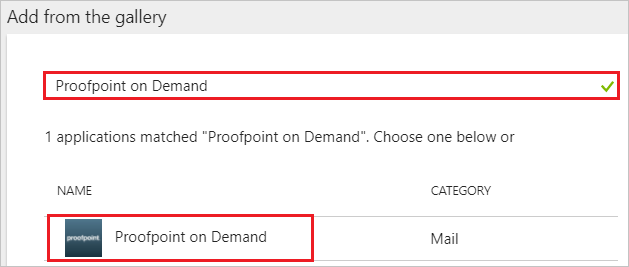 Add from the gallery
Proofpoint on Demand
1 applications matched "Proofpoint on Demand". Choose one below or
NAME CATEGORY
proofpoint Proofpoint on Demand Mail